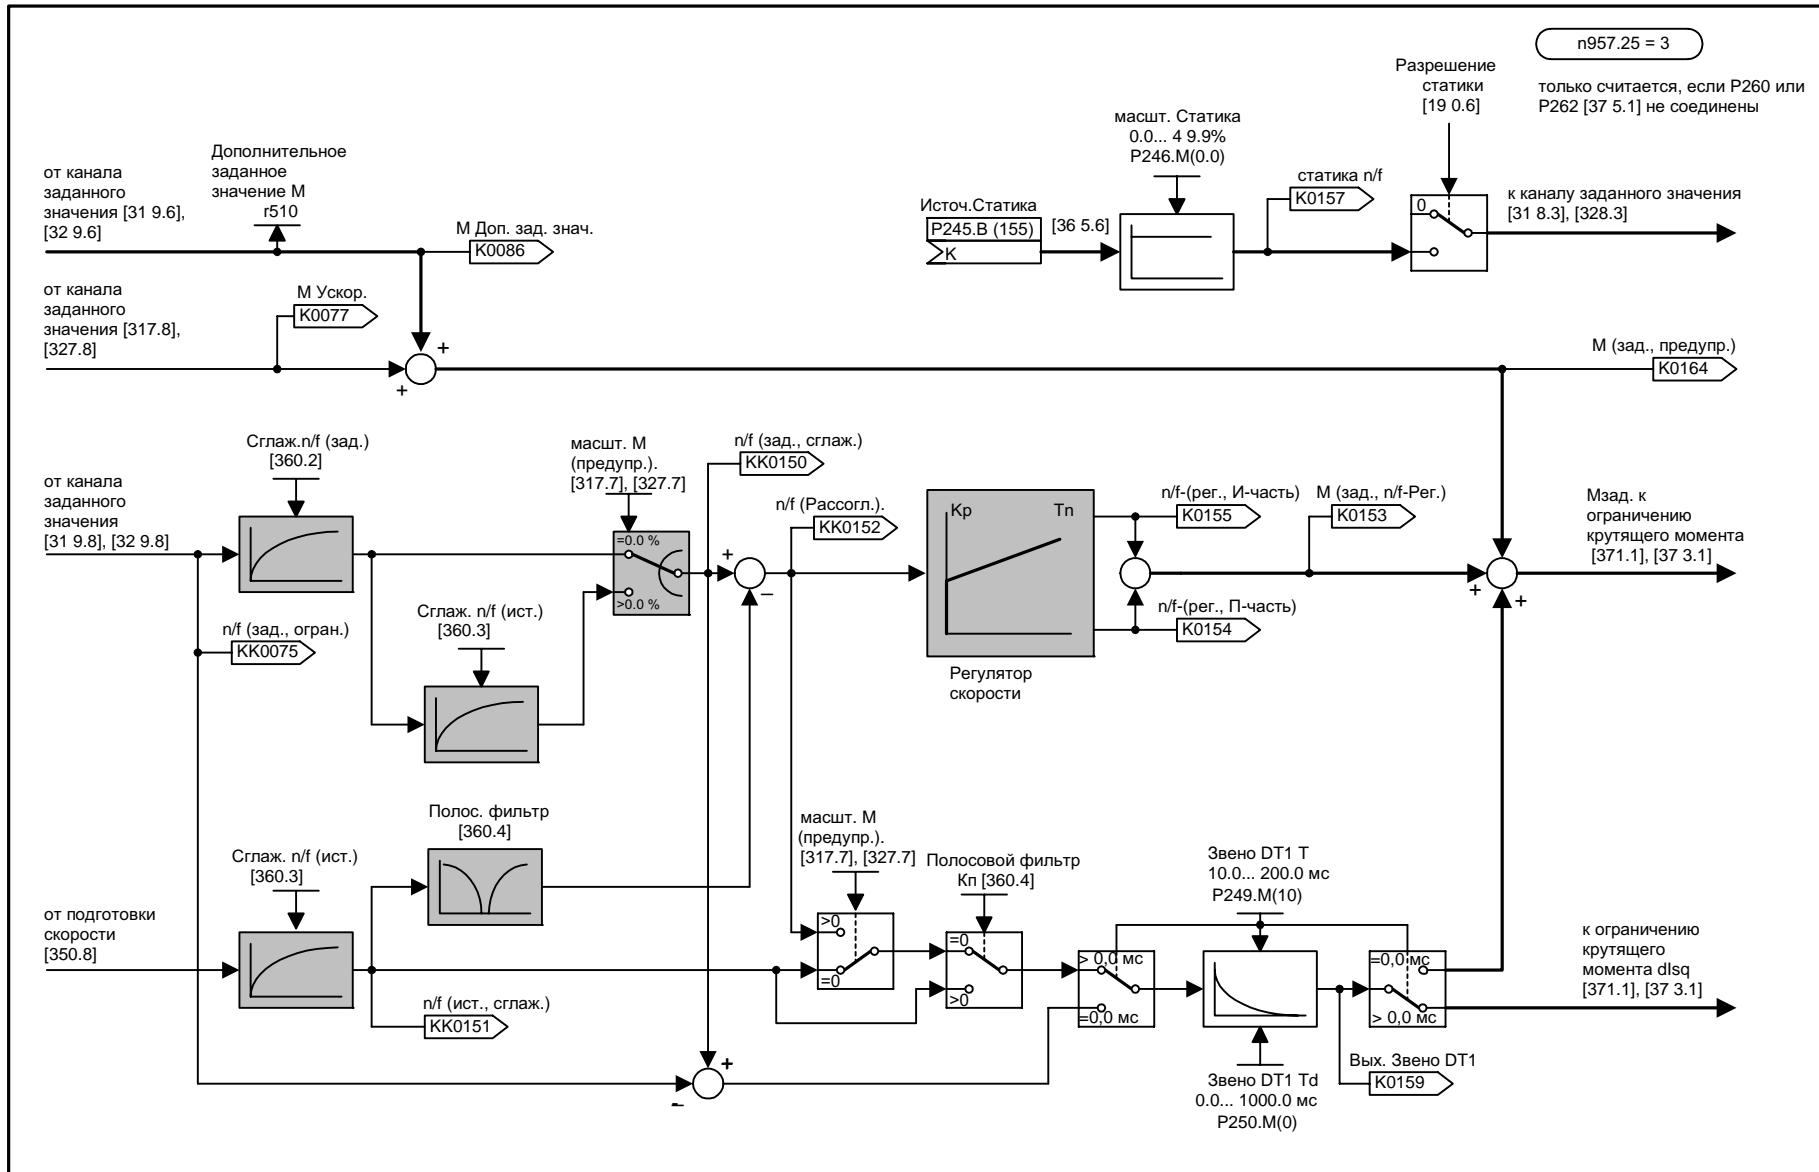 n957.25 = 3
только считается, если P260 или
P262 [37 5.1] не соединены
Разрешение
статики
[19 0.6]
масшт. Статика
0.0... 4 9.9%
P246.M(0.0)
Дополнительное
заданное
значение М
r510
от канала
заданного
значения [31 9.6],
[32 9.6]
М Доп. зад. знач.
K0086
Источ.Статика
P245.B (155)
K
[36 5.6]
статика n/f
K0157
0
к каналу заданного значения
[31 8.3], [328.3]
от канала
заданного
значения [317.8],
[327.8]
М Ускор.
K0077
+
+
М (зад., предупр.)
K0164
Сглаж.n/f (зад.)
[360.2]
масшт. М
(предупр.).
[317.7], [327.7]
n/f (зад., сглаж.)
KK0150
от канала
заданного
значения
[31 9.8], [32 9.8]
=0.0 %
>0.0 %
n/f (Рассогл.).
KK0152
+
–
Kp
Tn
Регулятор
скорости
n/f-(рег., И-часть)
K0155
М (зад., n/f-Рег.)
K0153
n/f-(рег., П-часть)
K0154
+
+
Мзад. к
ограничению
крутящего момента
[371.1], [37 3.1]
Сглаж. n/f (ист.)
[360.3]
n/f (зад., огран.)
KK0075
Полос. фильтр
[360.4]
Сглаж. n/f (ист.)
[360.3]
от подготовки
скорости
[350.8]
n/f (ист., сглаж.)
KK0151
масшт. М
(предупр.).
[317.7], [327.7]
>0
=0
Полосовой фильтр
Кп [360.4]
=0
>0
> 0,0 мс
=0,0 мс
Звено DT1 T
10.0... 200.0 мс
P249.M(10)
=0,0 мс
> 0,0 мс
к ограничению
крутящего
момента dIsq
[371.1], [37 3.1]
Звено DT1 Td
0.0... 1000.0 мс
P250.M(0)
Вых. Звено DT1
K0159
+